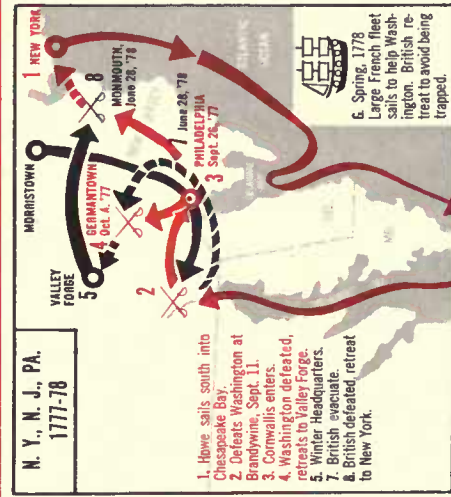 N. Y., N. J., PA.
1777-78
1 NEW YORK
MORRISTOWN
8
MONMOUTH,
June 28, '78
VALLEY
FORGE
5
GERMANTOWN
4 Oct. 4, '77
7 June 28, '78
PHILADELPHIA
Sept. 26, '77
3
2
1. Howe sails south into
Chesapeake Bay.
2. Defeats Washington at
Brandywine, Sept. 11.
3. Cornwallis enters.
4. Washington defeated,
retreats to Valley Forge.
5. Winter Headquarters.
7. British evacuate.
8. British defeated, retreat
to New York.
6. Spring, 1778
Large French fleet
sails to help Wash-
ington. British re-
treat to avoid being
trapped.